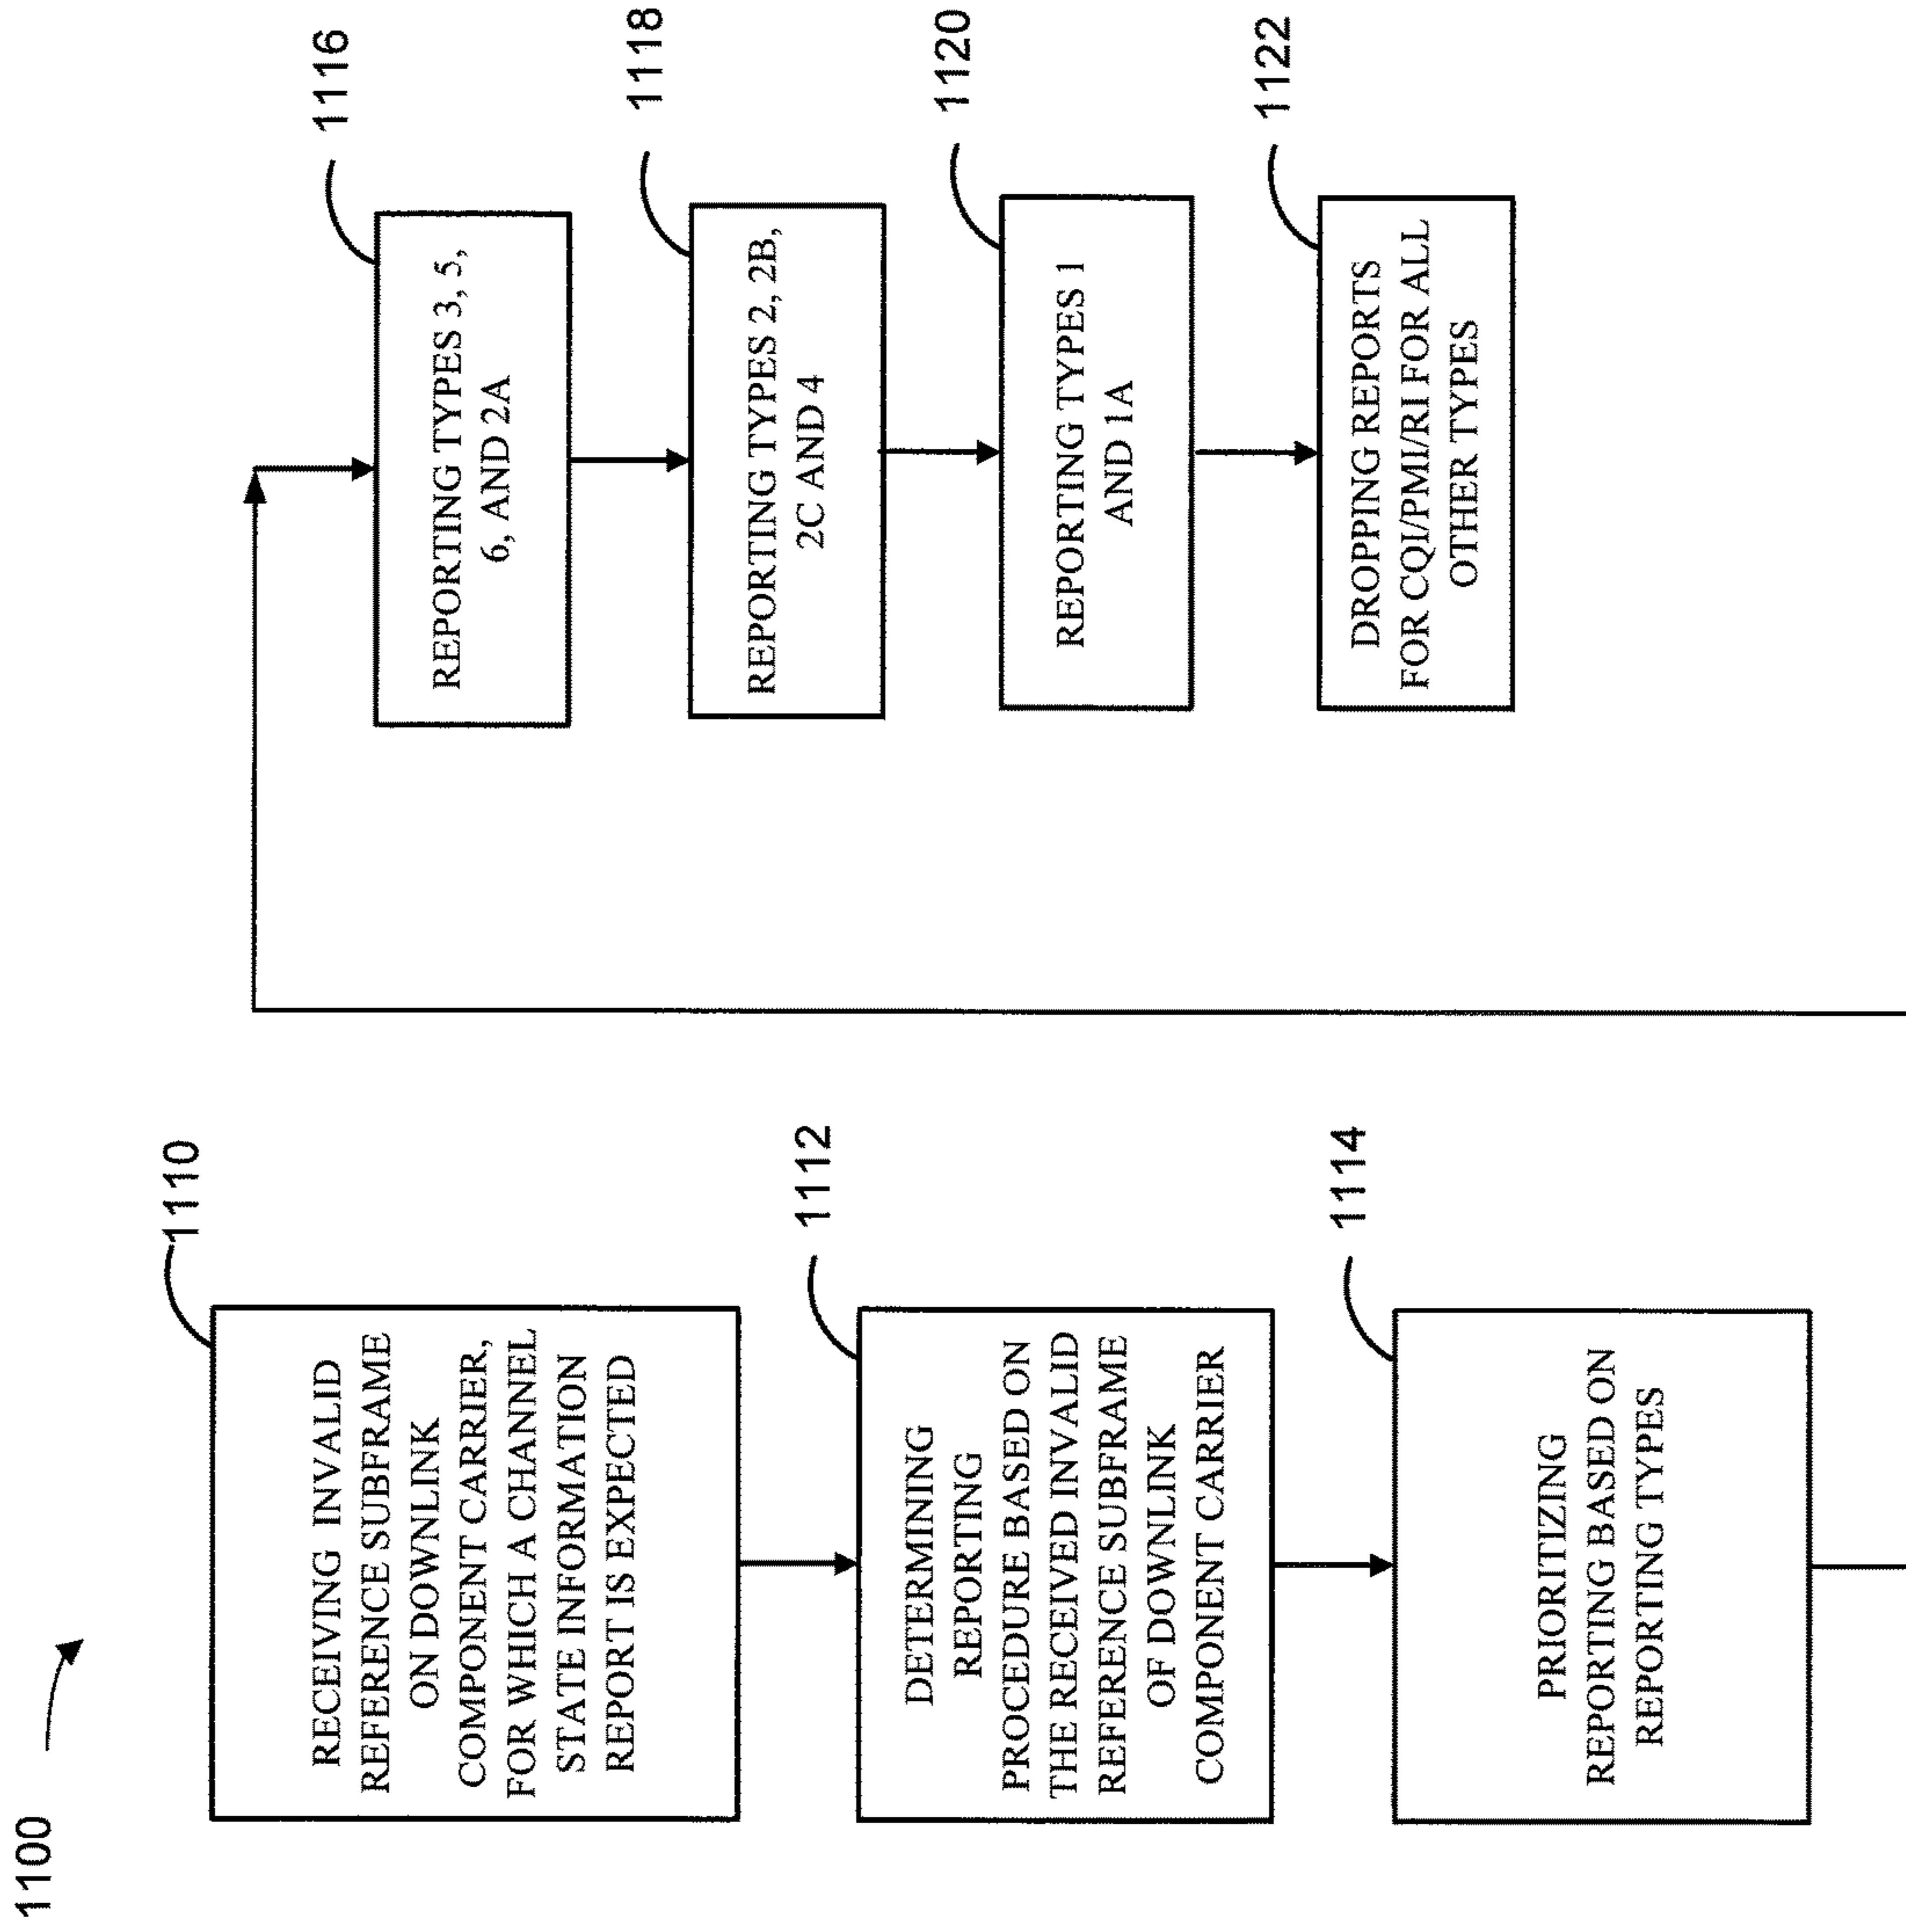 1100
1110
RECEIVING INVALID
REFERENCE SUBFRAME
ON DOWNLINK
COMPONENT CARRIER,
FOR WHICH A CHANNEL
STATE INFORMATION
REPORT IS EXPECTED
1112
DETERMINING
REPORTING
PROCEDURE BASED ON
THE RECEIVED INVALID
REFERENCE SUBFRAME
OF DOWNLINK
COMPONENT CARRIER
1114
PRIORITIZING
REPORTING BASED ON
REPORTING TYPES
1116
REPORTING TYPES 3, 5,
6, AND 2A
1118
REPORTING TYPES 2, 2B,
2C AND 4
1120
REPORTING TYPES 1
AND 1A
1122
DROPPING REPORTS
FOR CQI/PMI/RI FOR ALL
OTHER TYPES